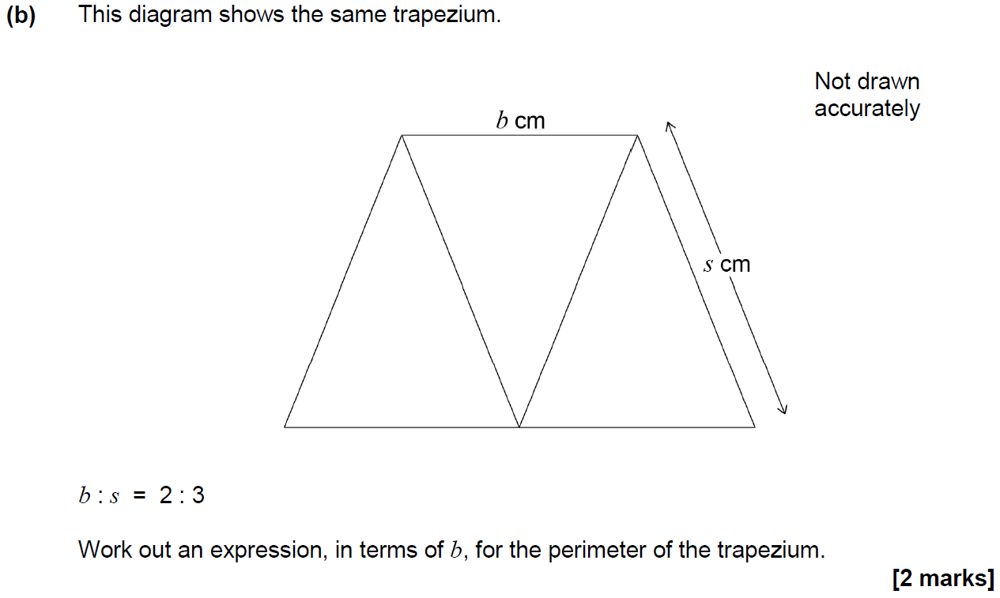 (b) This diagram shows the same trapezium.
Not drawn
accurately
b cm
s cm
b : s = 2 : 3
Work out an expression, in terms of b, for the perimeter of the trapezium.
[2 marks]